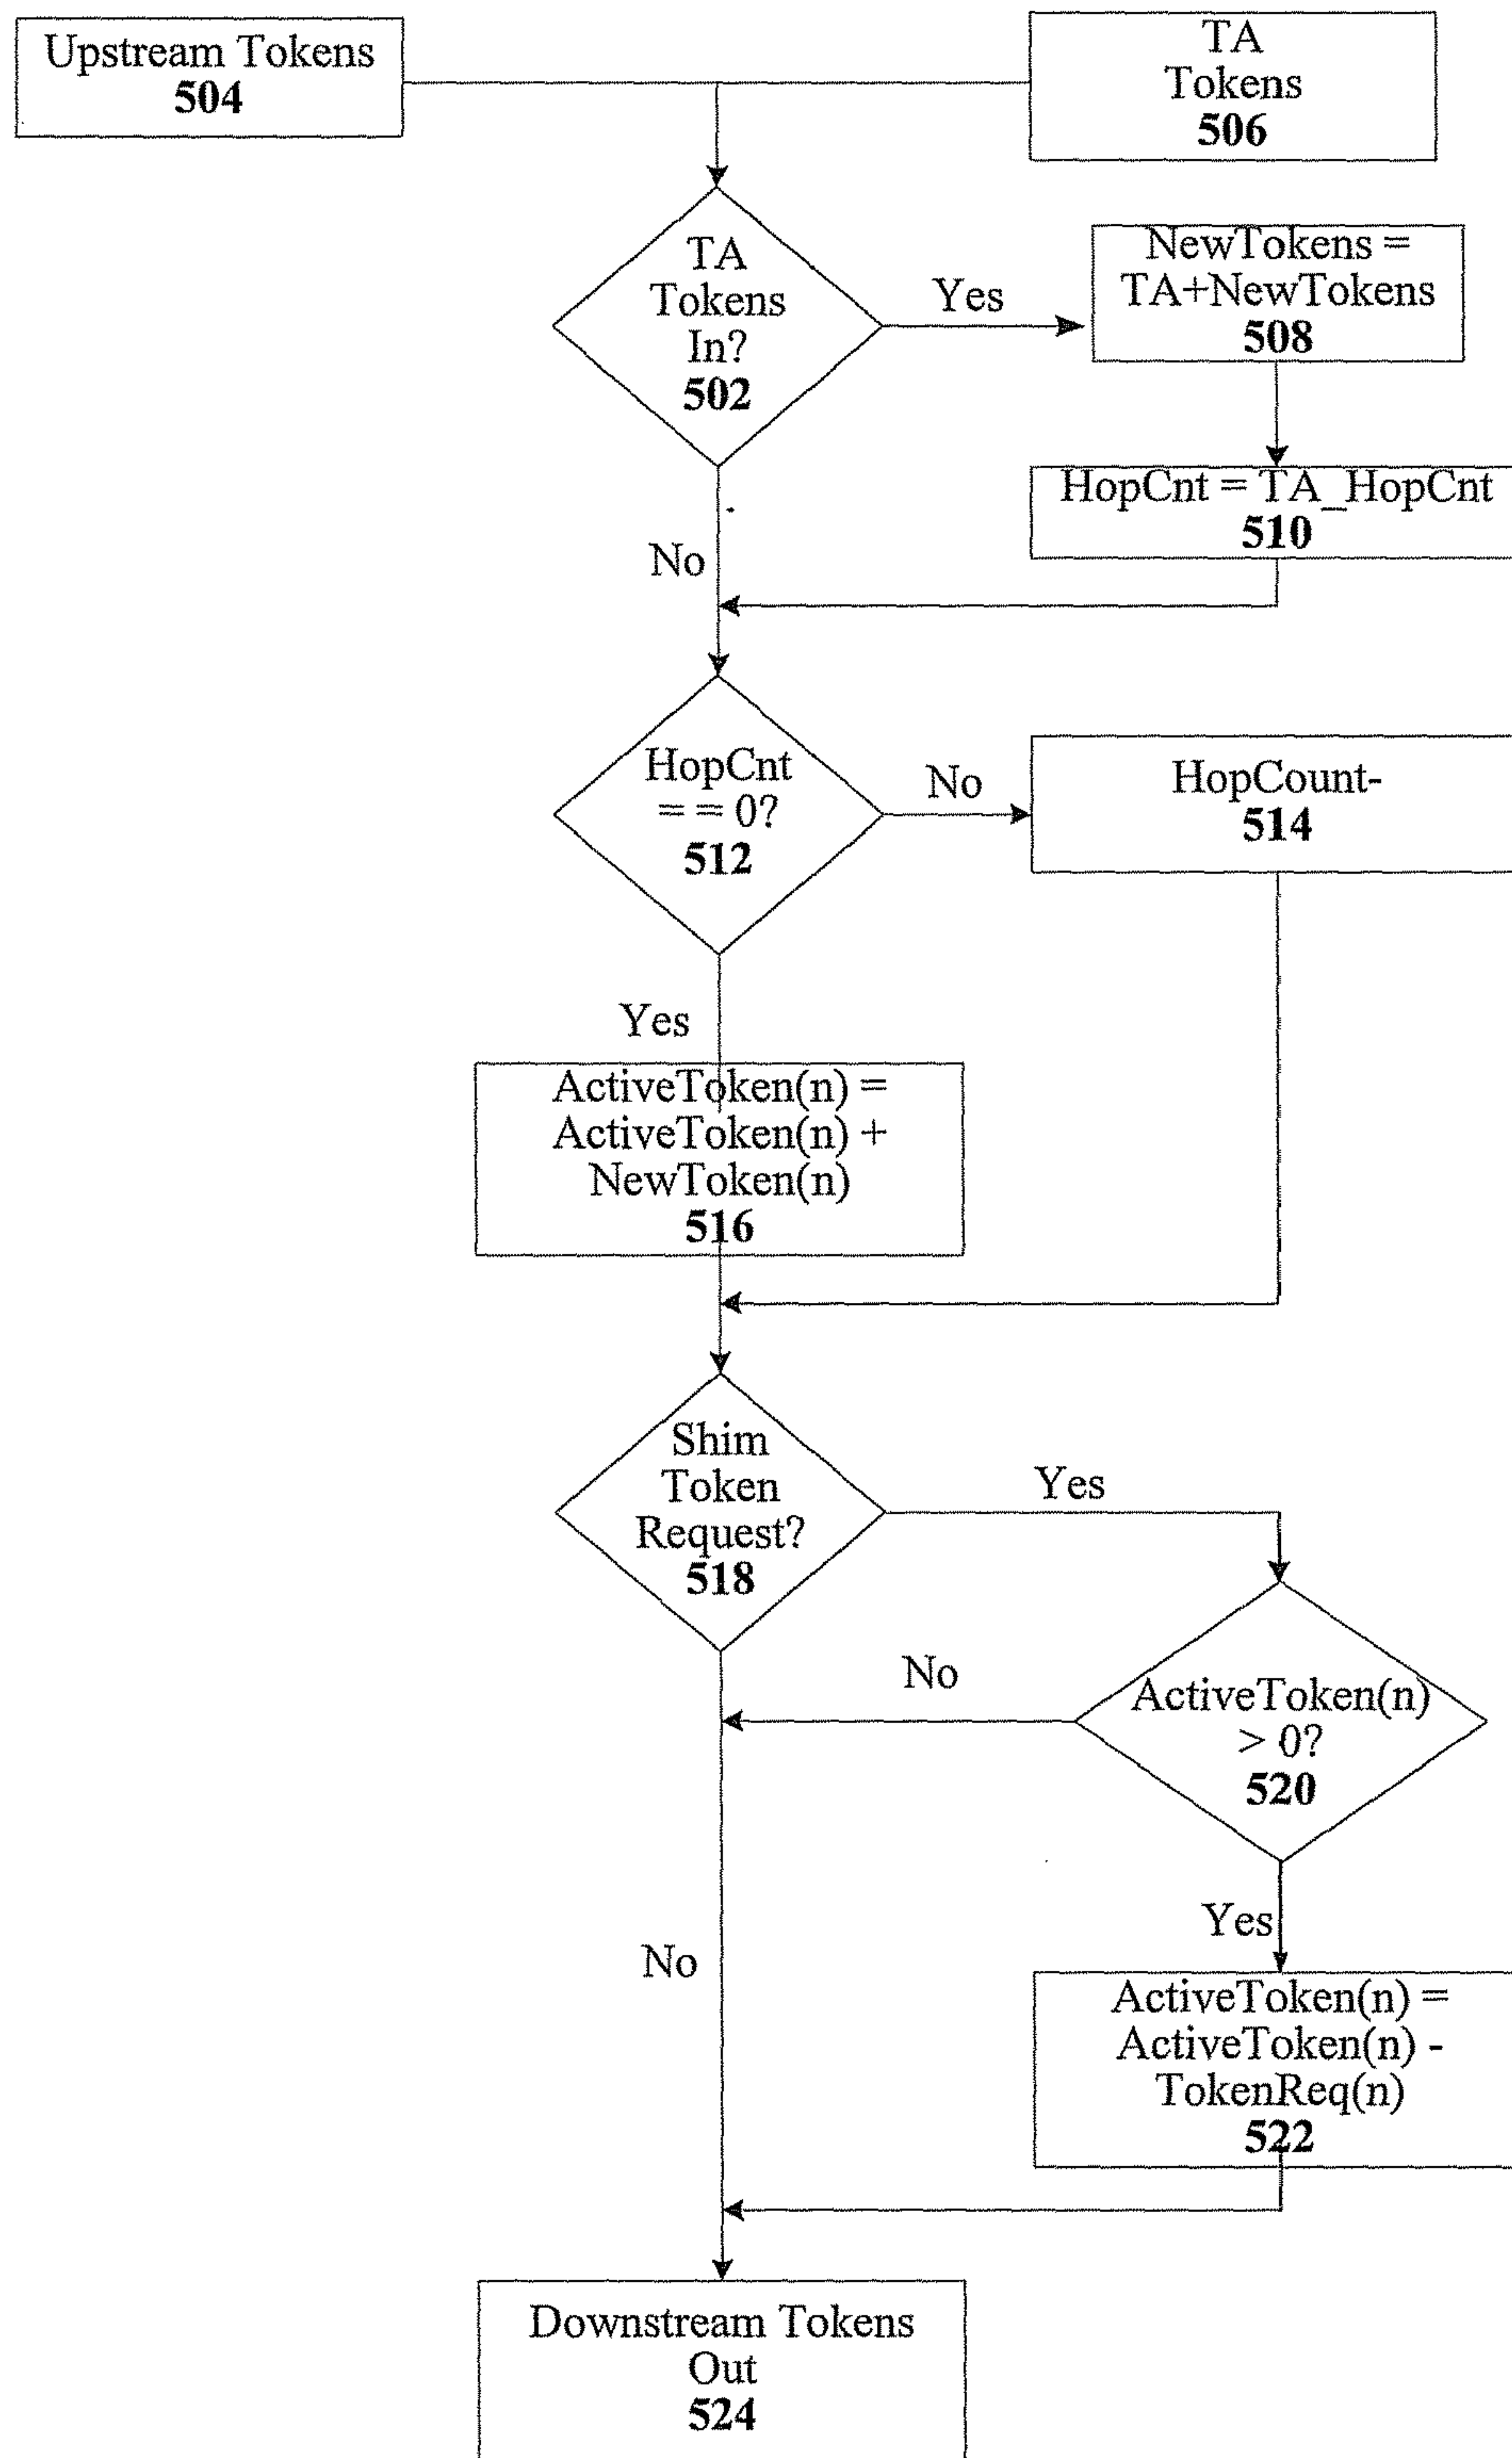 Upstream Tokens
504
TA
Tokens
506
TA
Tokens
In?
502
Yes
NewTokens =
TA+NewTokens
508
HopCnt = TA_HopCnt
510
No
HopCnt
= = 0?
512
No
HopCount-
514
Yes
ActiveToken(n) =
ActiveToken(n) +
NewToken(n)
516
Shim
Token
Request?
518
Yes
No
ActiveToken(n)
> 0?
520
Yes
No
ActiveToken(n) =
ActiveToken(n) -
TokenReq(n)
522
Downstream Tokens
Out
524